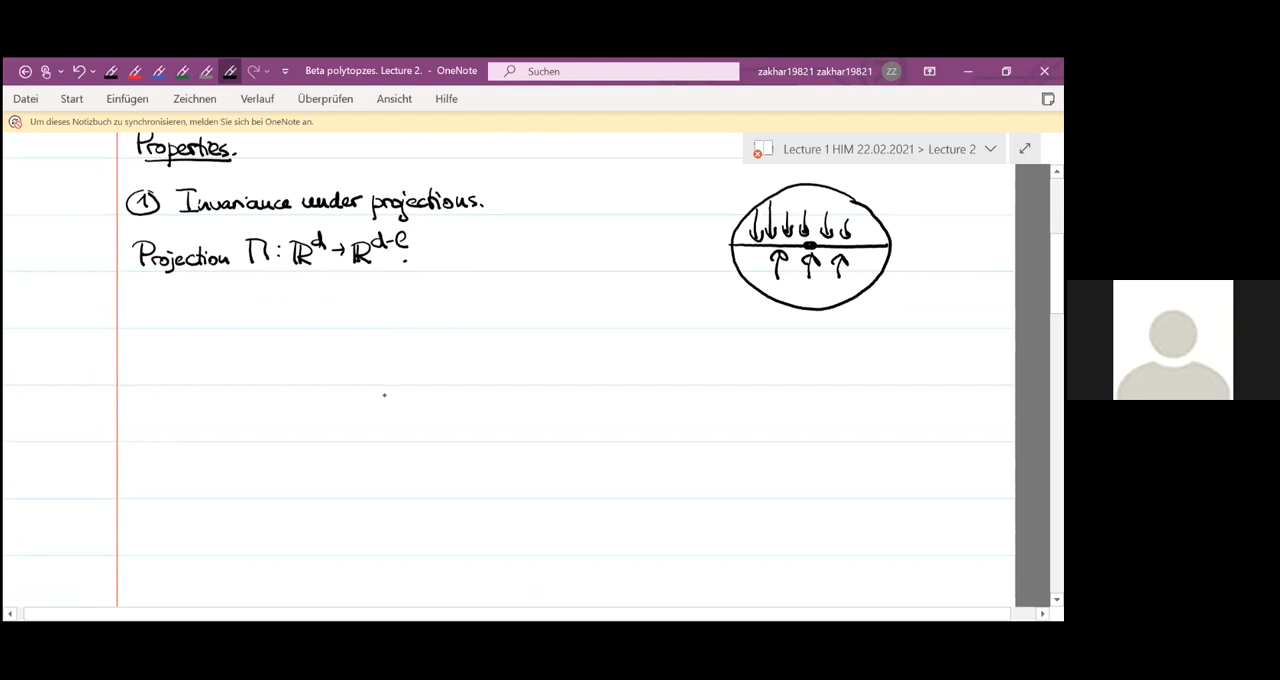 Beta polytopzes. Lecture 2. - OneNote
Suchen
zakhar19821 zakhar19821
ZZ
Datei Start Einfügen Zeichnen Verlauf Überprüfen Ansicht Hilfe
Um dieses Notizbuch zu synchronisieren, melden Sie sich bei OneNote an.
Properties.
Lecture 1 HIM 22.02.2021 > Lecture 2
① Invariance under projections.
Projection Π : ℝ^d → ℝ^{d-ℓ}.